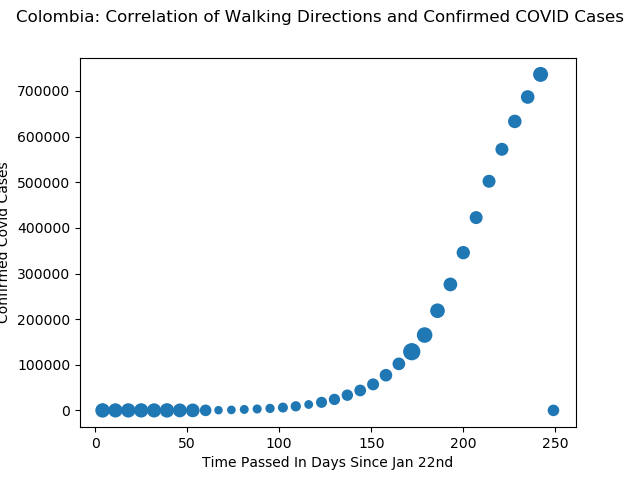 Colombia: Correlation of Walking Directions and Confirmed COVID Cases
700000
600000
500000
400000
300000
200000
100000
0
Confirmed Covid Cases
0 50 100 150 200 250
Time Passed In Days Since Jan 22nd